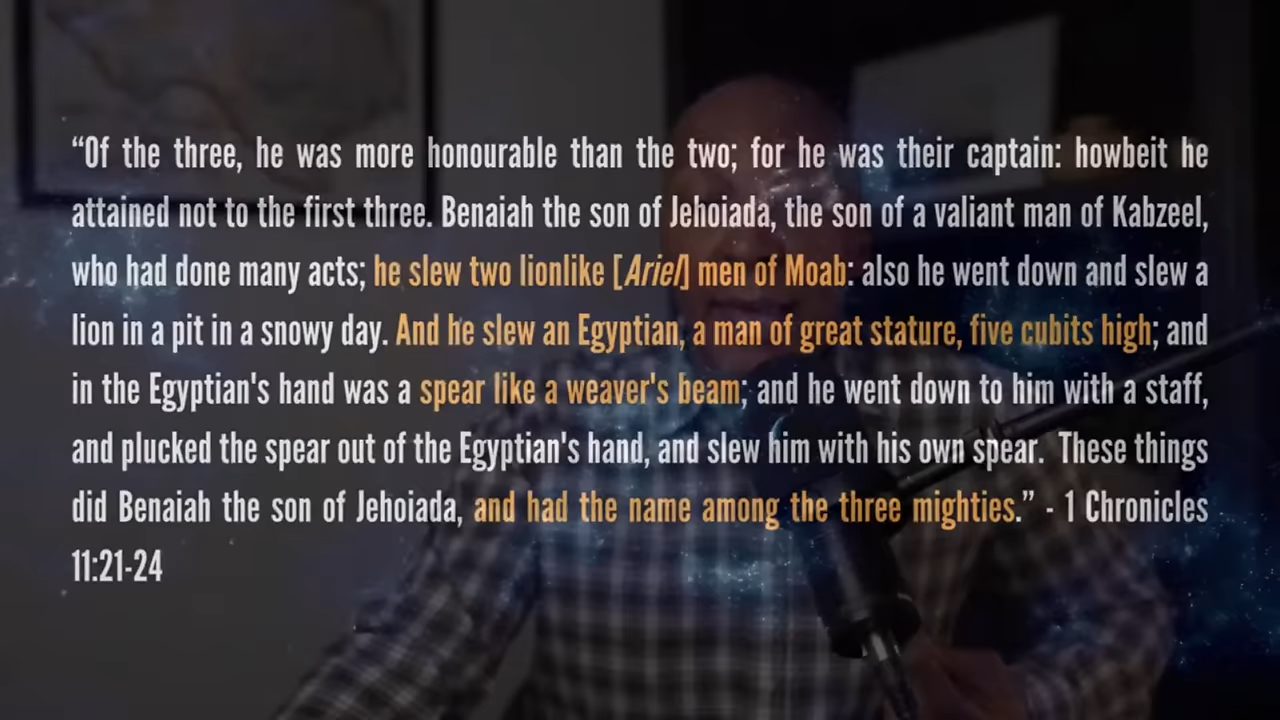 “Of the three, he was more honourable than the two; for he was their captain: howbeit he
attained not to the first three. Benaiah the son of Jehoiada, the son of a valiant man of Kabzeel,
who had done many acts; he slew two lionlike [Ariel] men of Moab: also he went down and slew a
lion in a pit in a snowy day. And he slew an Egyptian, a man of great stature, five cubits high; and
in the Egyptian's hand was a spear like a weaver's beam; and he went down to him with a staff,
and plucked the spear out of the Egyptian's hand, and slew him with his own spear. These things
did Benaiah the son of Jehoiada, and had the name among the three mighties.” - 1 Chronicles
11:21-24